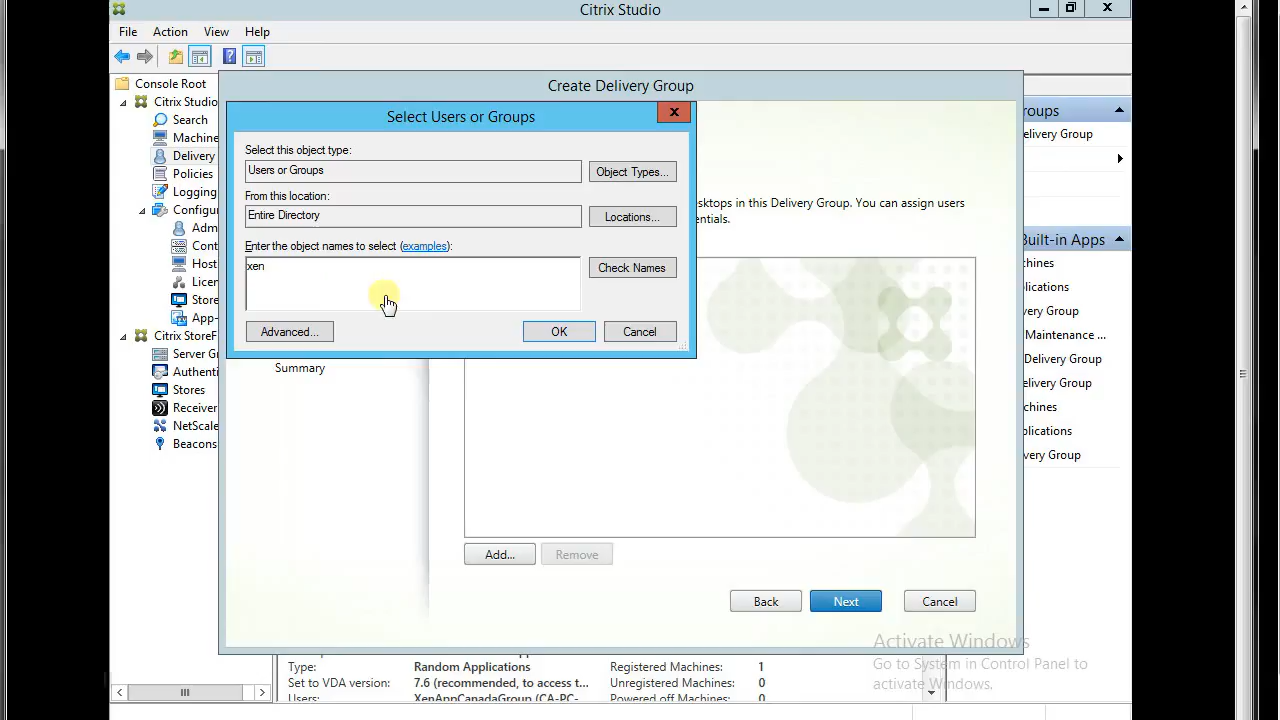 Citrix Studio
File Action View Help
Console Root
Citrix Studio
Search
Machine
Delivery
Policies
Logging
Configu
Adm
Cont
Host
Licen
Store
App-
Citrix StoreF
Server Gr
Authenti
Stores
Receiver
NetScale
Beacons
Create Delivery Group
Select Users or Groups
x
Select this object type:
Users or Groups
Object Types...
From this location:
Entire Directory
Locations...
Enter the object names to select (examples):
xen
Check Names
Advanced...
OK
Cancel
sktops in this Delivery Group. You can assign users
entials.
Summary
Add...
Remove
Back
Next
Cancel
roups
elivery Group
Built-in Apps
hines
ications
very Group
Maintenance ...
Delivery Group
elivery Group
chines
plications
very Group
Type: Random Applications Registered Machines: 1
Set to VDA version: 7.6 (recommended, to access t... Unregistered Machines: 0
Users: XenAppCanadaGroup (CA-PC- Powered off Machines: 0
Activate Windows
Go to System in Control Panel to
activate Windows.